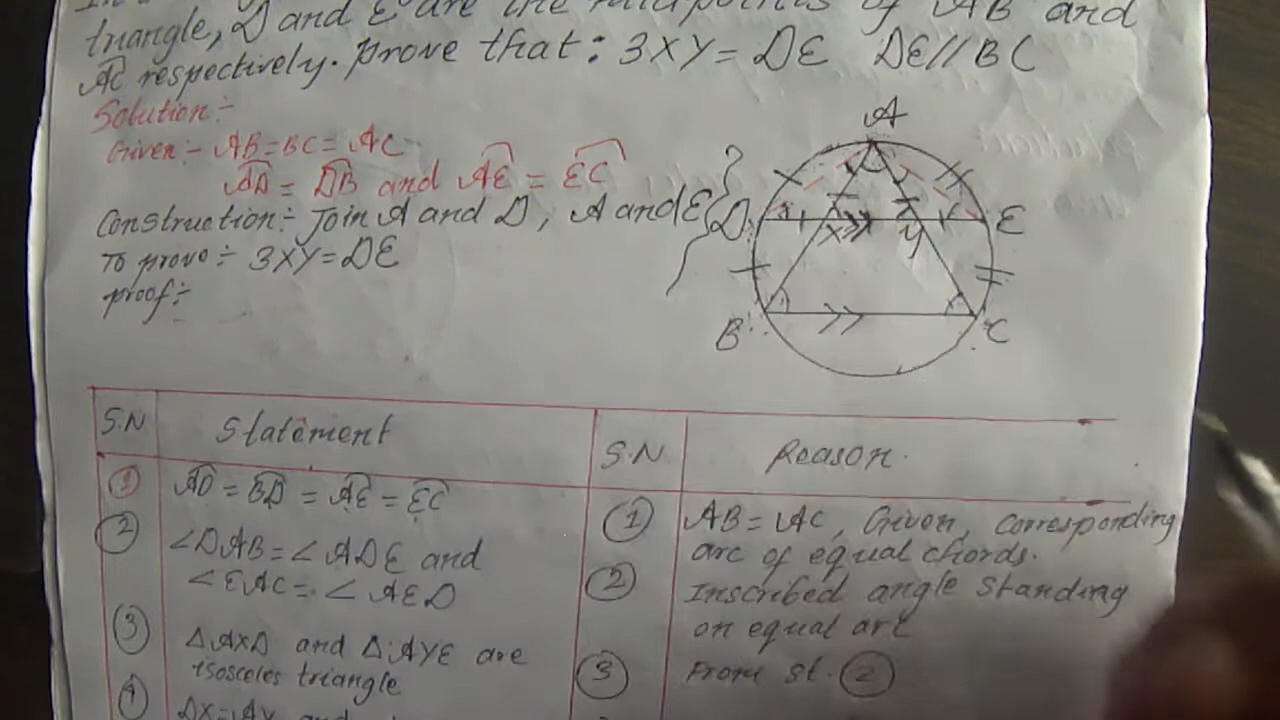 triangle, D and E are the midpoints of AB and
AC respectively. prove that: 3XY = DE DE//BC
Solution:-
Given:- AB = BC = AC
AD = DB and AE = EC
Construction:- Join A and D, A and E
To prove:- 3XY = DE
proof:-
A
D
E
X
Y
B
C
S.N
Statement
S.N
Reason.
1
AD = BD = AE = EC
1
AB = AC, Given, corresponding
arc of equal chords.
2
∠DAB = ∠ADE and
∠EAC = ∠AED
2
Inscribed angle standing
on equal arc
3
ΔAXD and ΔAYE are
isosceles triangle
3
From St. 2
4
DX = AX and